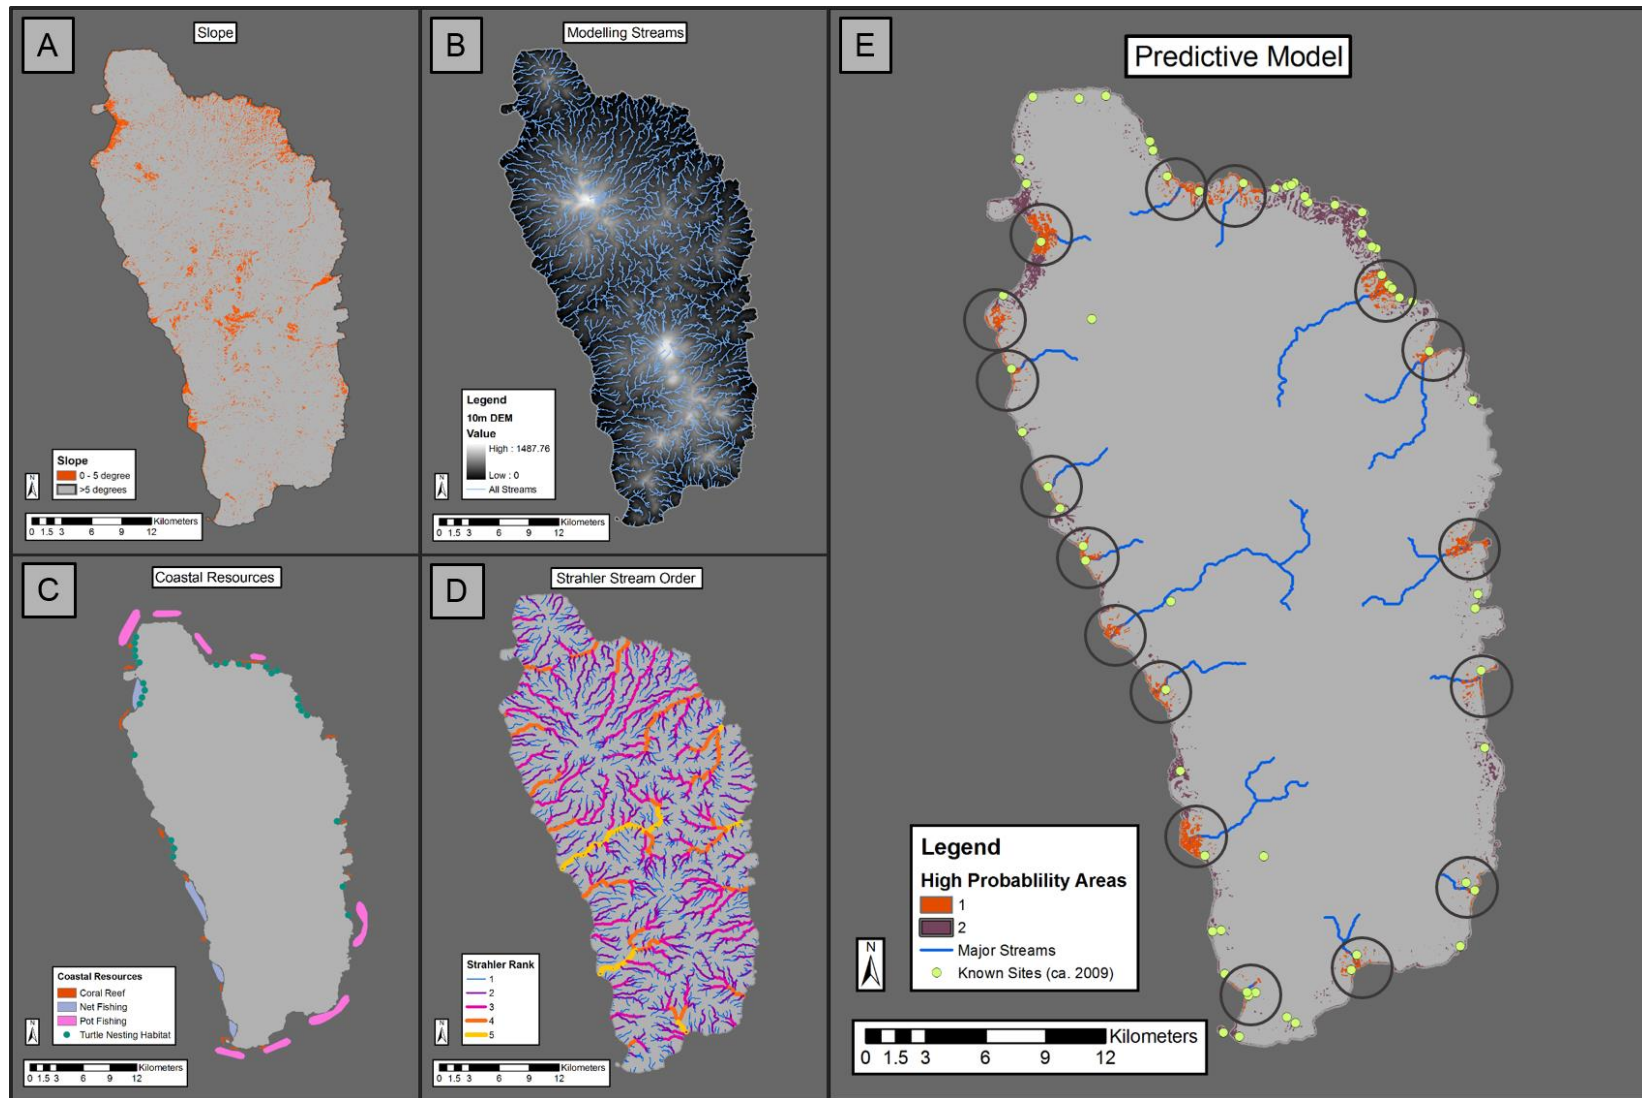 A
Slope
Slope
0 - 5 degree
>5 degrees
N
Kilometers
0 1.5 3 6 9 12
B
Modelling Streams
Legend
10m DEM
Value
High : 1487.76
Low : 0
All Streams
N
Kilometers
0 1.5 3 6 9 12
C
Coastal Resources
Coastal Resources
Coral Reef
Net Fishing
Pot Fishing
Turtle Nesting Habitat
N
Kilometers
0 1.5 3 6 9 12
D
Strahler Stream Order
Strahler Rank
1
2
3
4
5
N
Kilometers
0 1.5 3 6 9 12
E
Predictive Model
Legend
High Probablility Areas
1
2
Major Streams
Known Sites (ca. 2009)
N
Kilometers
0 1.5 3 6 9 12